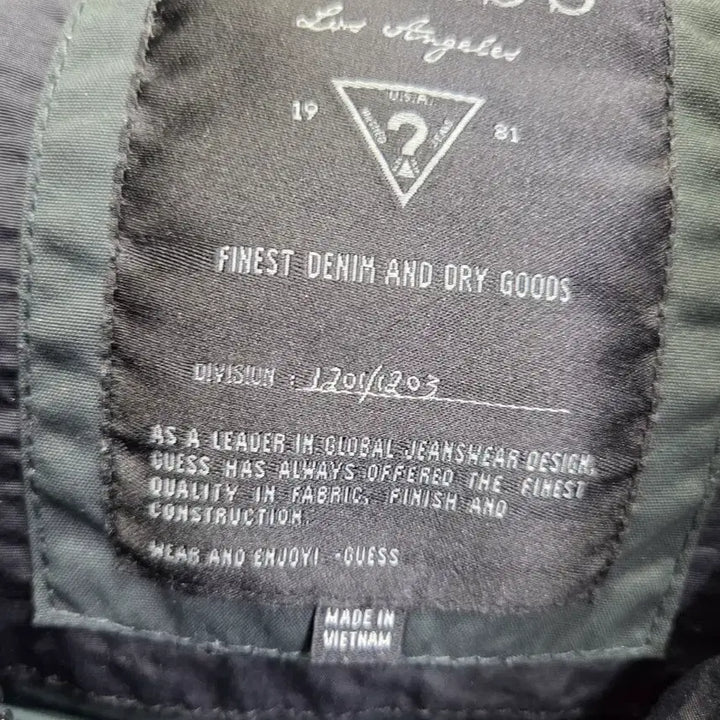 Los Angeles
U.S.A.
19 ? 81
FINEST DENIM AND DRY GOODS
DIVISION : 1201/1203
AS A LEADER IN GLOBAL JEANSWEAR DESIGN,
GUESS HAS ALWAYS OFFERED THE FINEST
QUALITY IN FABRIC, FINISH AND
CONSTRUCTION.
WEAR AND ENJOY! -GUESS
MADE IN
VIETNAM